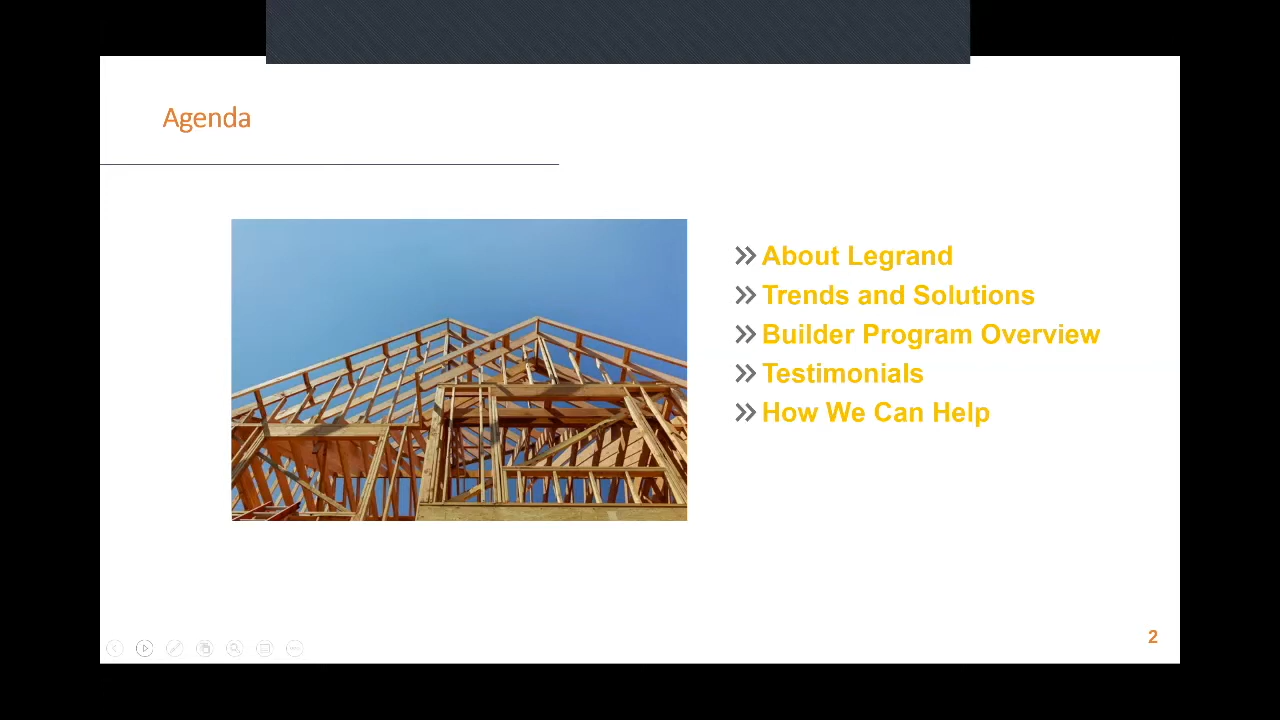 Agenda
About Legrand
Trends and Solutions
Builder Program Overview
Testimonials
How We Can Help
2